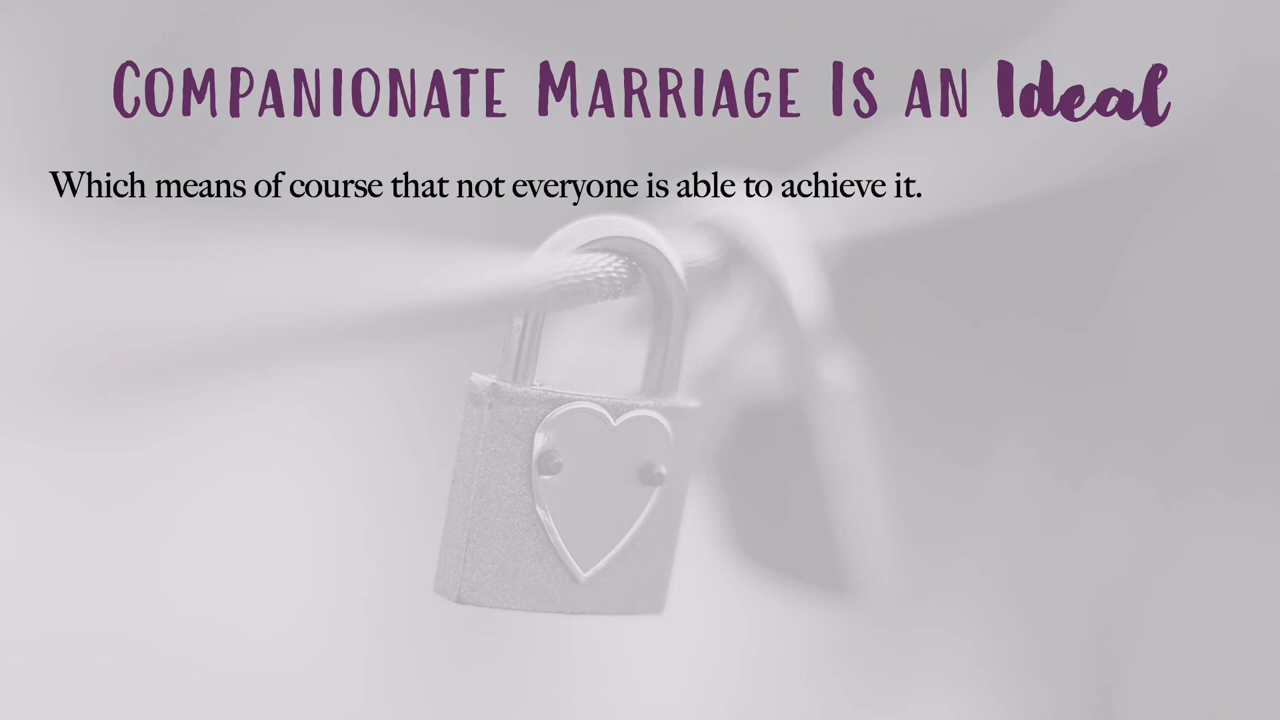 Companionate Marriage Is an Ideal
Which means of course that not everyone is able to achieve it.